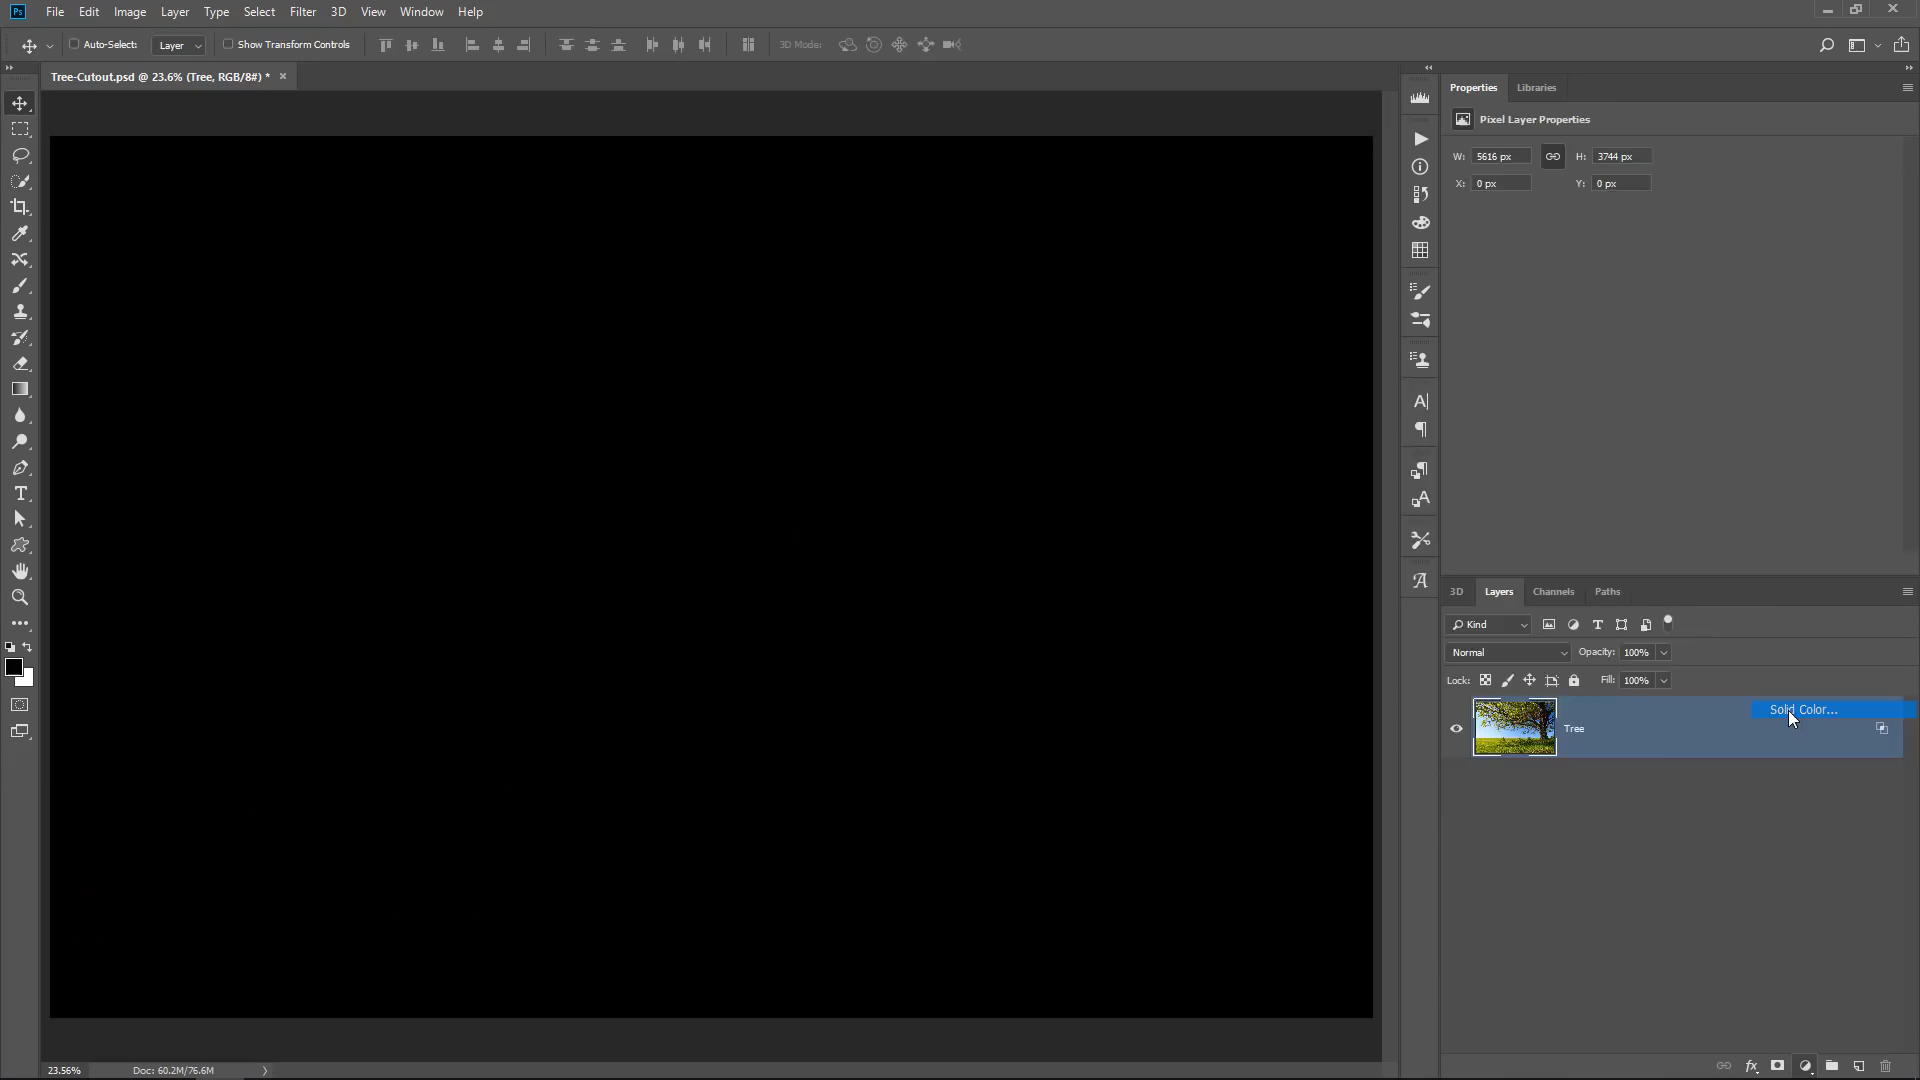 Ps File Edit Image Layer Type Select Filter 3D View Window Help
Auto-Select: Layer Show Transform Controls 3D Mode:
Tree-Cutout.psd @ 23.6% (Tree, RGB/8#) * ×
Properties Libraries
Pixel Layer Properties
W: 5616 px H: 3744 px
X: 0 px Y: 0 px
3D Layers Channels Paths
Kind
Normal Opacity: 100%
Lock: Fill: 100%
Solid Color...
Tree
fx
23.56% Doc: 60.2M/76.6M